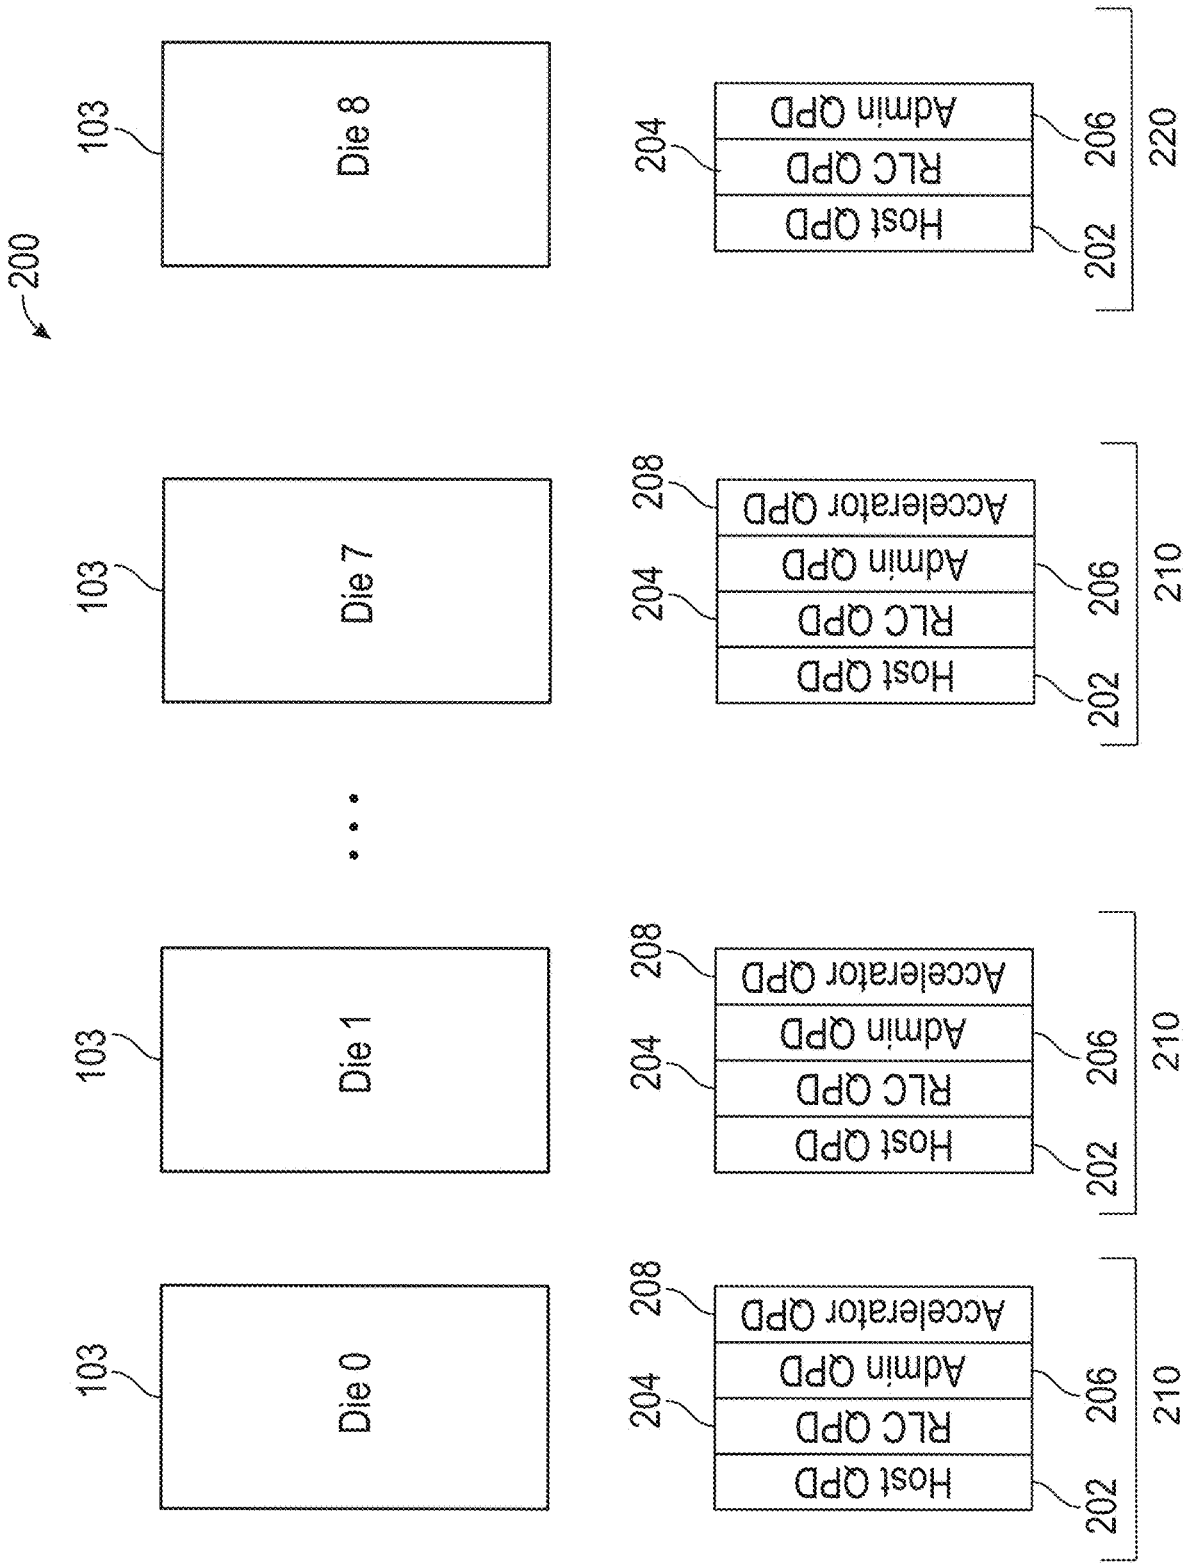 200
103
103
103
103
Die 0
Die 1
• • •
Die 7
Die 8
204
208
204
208
204
208
204
Host QPD
RLC QPD
Admin QPD
Accelerator QPD
Host QPD
RLC QPD
Admin QPD
Accelerator QPD
Host QPD
RLC QPD
Admin QPD
Accelerator QPD
Host QPD
RLC QPD
Admin QPD
202
206
202
206
202
206
202
206
210
210
210
220